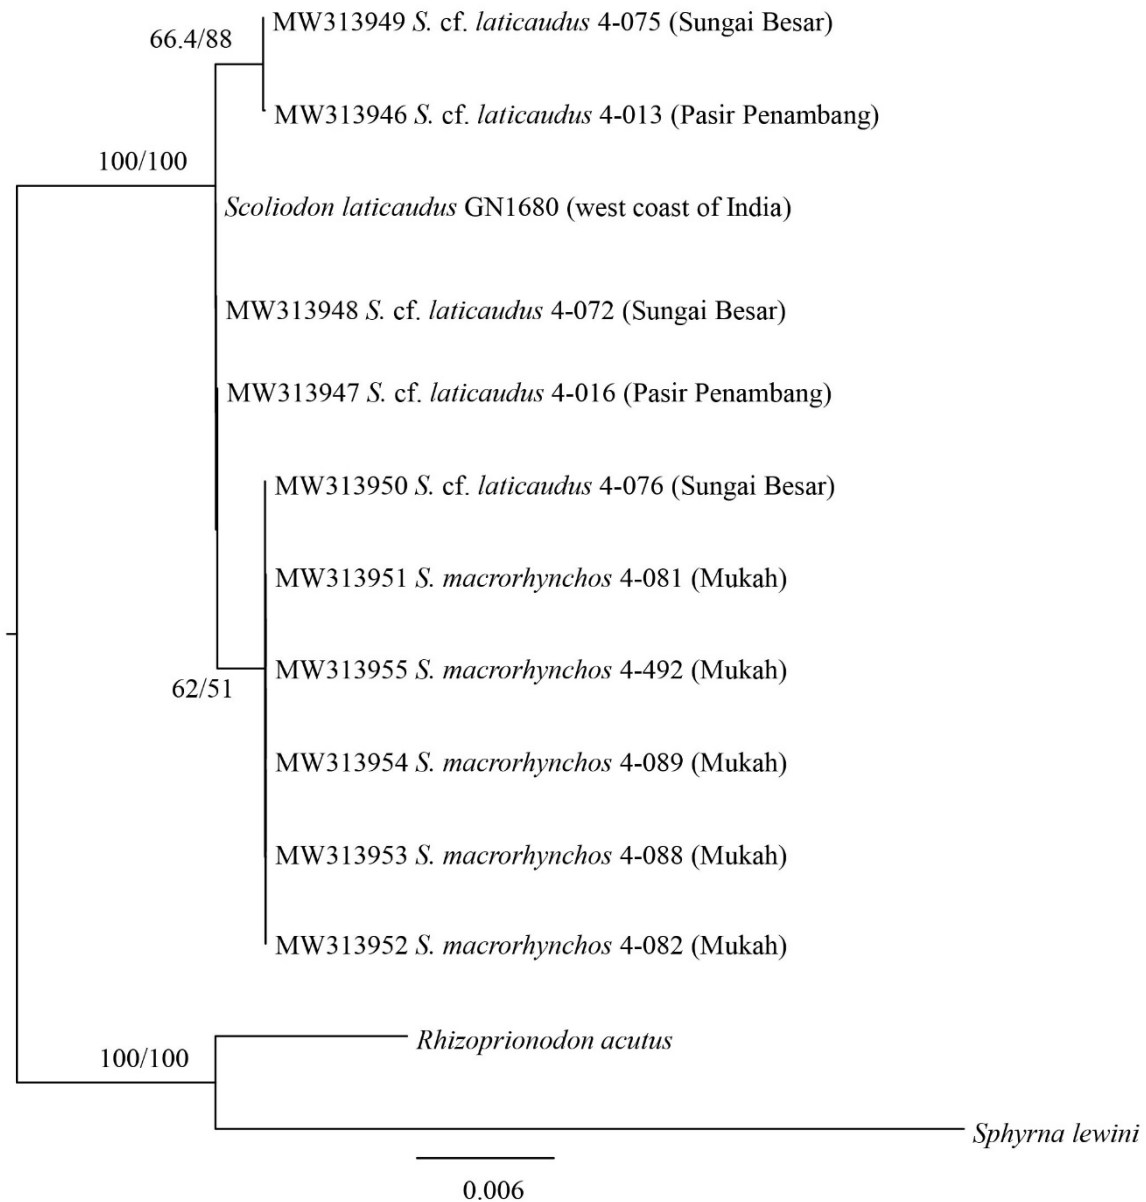 MW313949 S. cf. laticaudus 4-075 (Sungai Besar)
66.4/88
MW313946 S. cf. laticaudus 4-013 (Pasir Penambang)
100/100
Scoliodon laticaudus GN1680 (west coast of India)
MW313948 S. cf. laticaudus 4-072 (Sungai Besar)
MW313947 S. cf. laticaudus 4-016 (Pasir Penambang)
MW313950 S. cf. laticaudus 4-076 (Sungai Besar)
MW313951 S. macrorhynchos 4-081 (Mukah)
MW313955 S. macrorhynchos 4-492 (Mukah)
62/51
MW313954 S. macrorhynchos 4-089 (Mukah)
MW313953 S. macrorhynchos 4-088 (Mukah)
MW313952 S. macrorhynchos 4-082 (Mukah)
Rhizoprionodon acutus
100/100
Sphyrna lewini
0.006